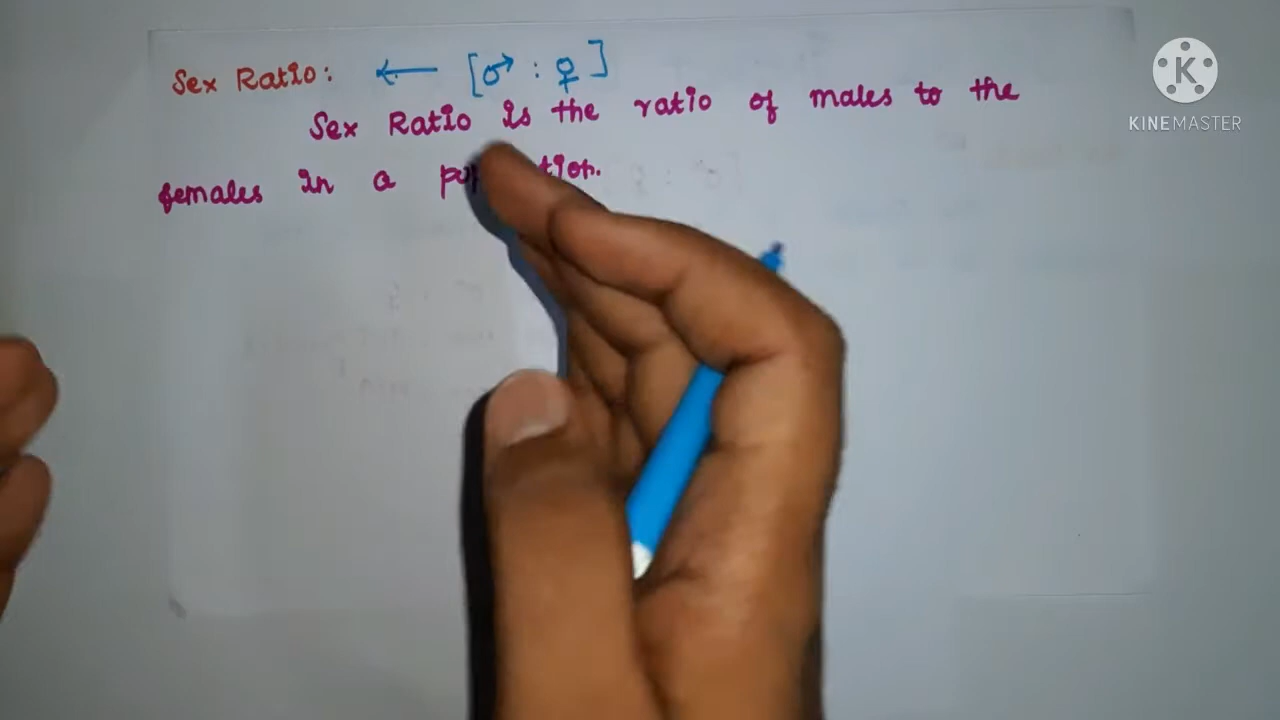 Sex Ratio: ← [♂ : ♀]
Sex Ratio is the ratio of males to the
females in a
KINEMASTER